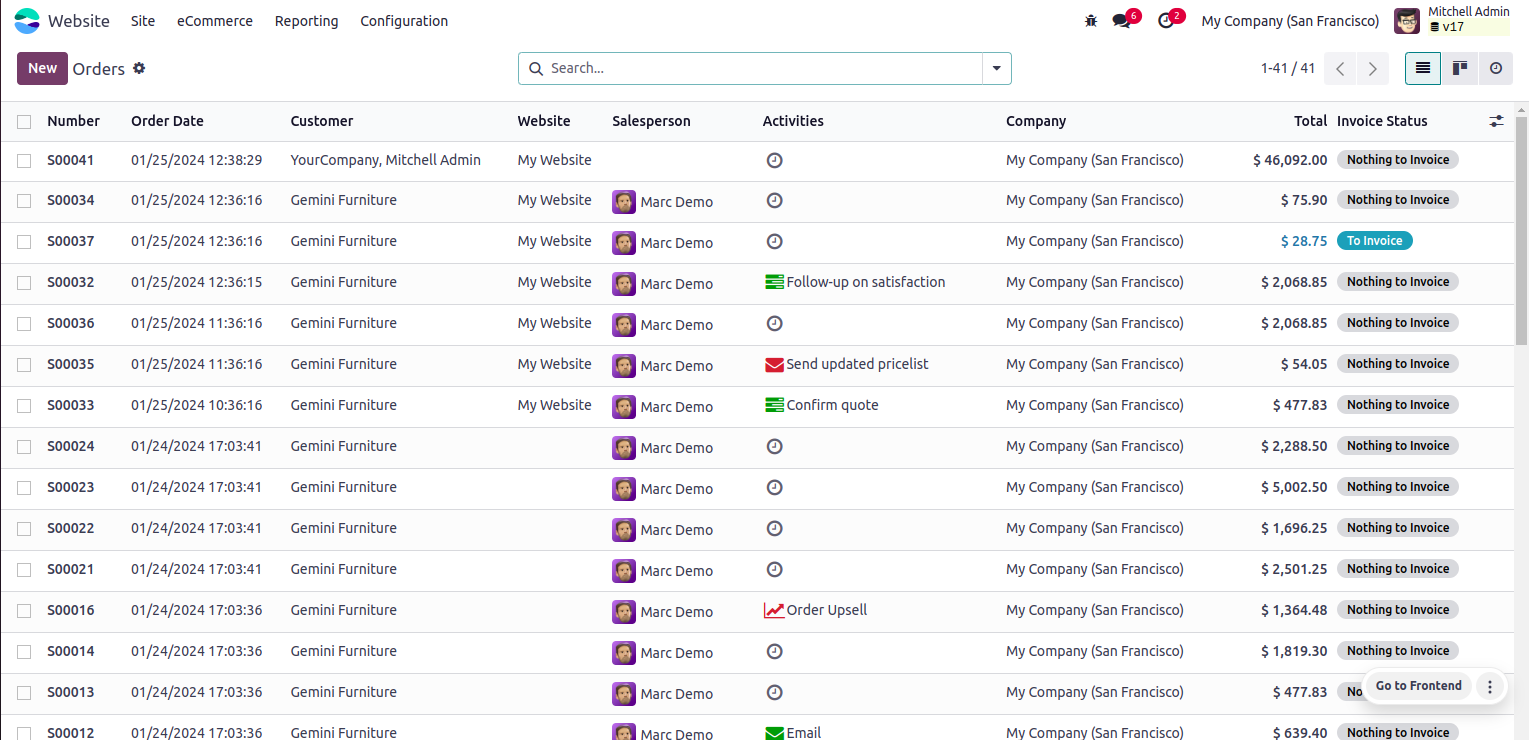 Website Site eCommerce Reporting Configuration 6 2 My Company (San Francisco) Mitchell Admin
v17
New Orders Search... 1-41 / 41
Number Order Date Customer Website Salesperson Activities Company Total Invoice Status
S00041 01/25/2024 12:38:29 YourCompany, Mitchell Admin My Website My Company (San Francisco) $ 46,092.00 Nothing to Invoice
S00034 01/25/2024 12:36:16 Gemini Furniture My Website Marc Demo My Company (San Francisco) $ 75.90 Nothing to Invoice
S00037 01/25/2024 12:36:16 Gemini Furniture My Website Marc Demo My Company (San Francisco) $ 28.75 To Invoice
S00032 01/25/2024 12:36:15 Gemini Furniture My Website Marc Demo Follow-up on satisfaction My Company (San Francisco) $ 2,068.85 Nothing to Invoice
S00036 01/25/2024 11:36:16 Gemini Furniture My Website Marc Demo My Company (San Francisco) $ 2,068.85 Nothing to Invoice
S00035 01/25/2024 11:36:16 Gemini Furniture My Website Marc Demo Send updated pricelist My Company (San Francisco) $ 54.05 Nothing to Invoice
S00033 01/25/2024 10:36:16 Gemini Furniture My Website Marc Demo Confirm quote My Company (San Francisco) $ 477.83 Nothing to Invoice
S00024 01/24/2024 17:03:41 Gemini Furniture Marc Demo My Company (San Francisco) $ 2,288.50 Nothing to Invoice
S00023 01/24/2024 17:03:41 Gemini Furniture Marc Demo My Company (San Francisco) $ 5,002.50 Nothing to Invoice
S00022 01/24/2024 17:03:41 Gemini Furniture Marc Demo My Company (San Francisco) $ 1,696.25 Nothing to Invoice
S00021 01/24/2024 17:03:41 Gemini Furniture Marc Demo My Company (San Francisco) $ 2,501.25 Nothing to Invoice
S00016 01/24/2024 17:03:36 Gemini Furniture Marc Demo Order Upsell My Company (San Francisco) $ 1,364.48 Nothing to Invoice
S00014 01/24/2024 17:03:36 Gemini Furniture Marc Demo My Company (San Francisco) $ 1,819.30 Nothing to Invoice
S00013 01/24/2024 17:03:36 Gemini Furniture Marc Demo My Company (San Francisco) $ 477.83 Go to Frontend
S00012 01/24/2024 17:03:36 Gemini Furniture Marc Demo Email My Company (San Francisco) $ 639.40 Nothing to Invoice